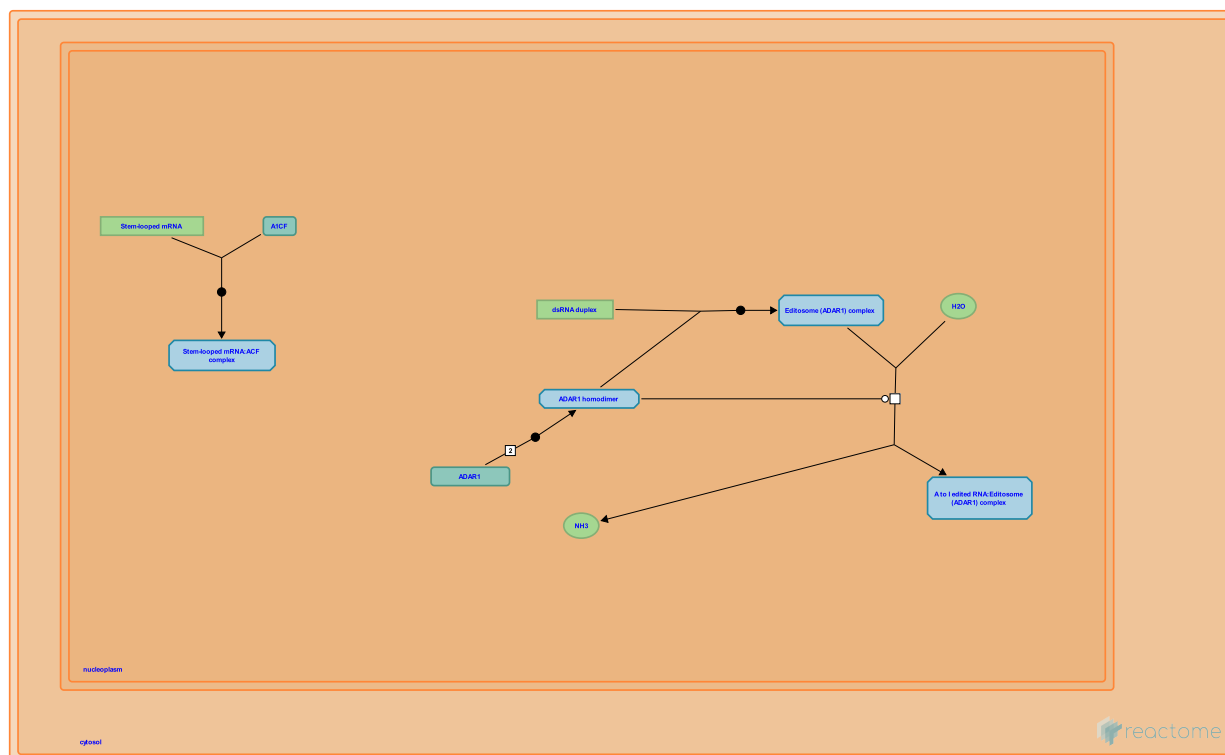 Stem-looped mRNA
A1CF
Stem-looped mRNA:ACF
complex
dsRNA duplex
Editosome (ADAR1) complex
H2O
ADAR1 homodimer
2
ADAR1
A to I edited RNA:Editosome
(ADAR1) complex
NH3
nucleoplasm
cytosol
reactome